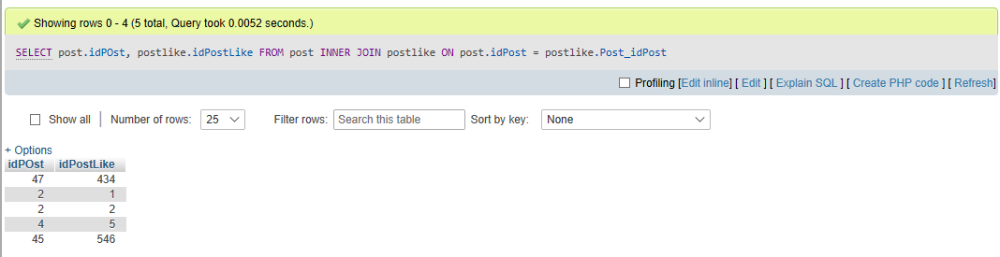 Showing rows 0 - 4 (5 total, Query took 0.0052 seconds.)
SELECT post.idPOst, postlike.idPostLike FROM post INNER JOIN postlike ON post.idPost = postlike.Post_idPost
Profiling [Edit inline] [ Edit ] [ Explain SQL ] [ Create PHP code ] [ Refresh]
Show all | Number of rows: 25 Filter rows: Search this table Sort by key: None
+ Options
idPOst idPostLike
47 434
2 1
2 2
4 5
45 546